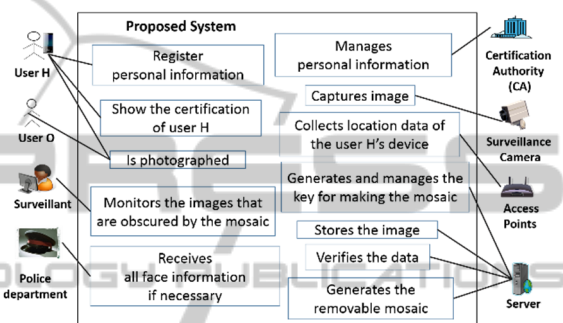 Proposed System
User H
Register
personal information
Show the certification
of user H
User O
Is photographed
Surveillant
Monitors the images that
are obscured by the mosaic
Police
department
Receives
all face information
if necessary
Manages
personal information
Certification
Authority
(CA)
Captures image
Surveillance
Camera
Collects location data of
the user H's device
Access
Points
Generates and manages the
key for making the mosaic
Stores the image
Verifies the data
Generates the
removable mosaic
Server